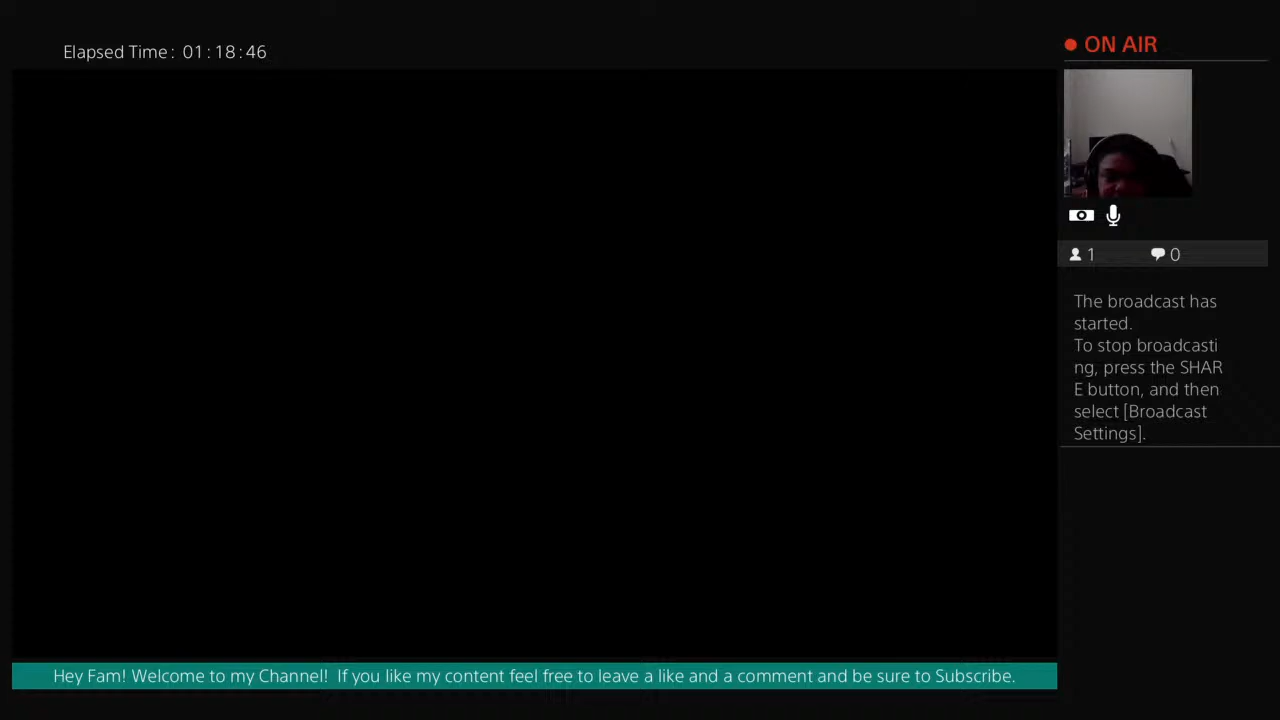 Elapsed Time: 01:18:46
ON AIR
1 0
The broadcast has
started.
To stop broadcasti
ng, press the SHAR
E button, and then
select [Broadcast
Settings].
Hey Fam! Welcome to my Channel! If you like my content feel free to leave a like and a comment and be sure to Subscribe.